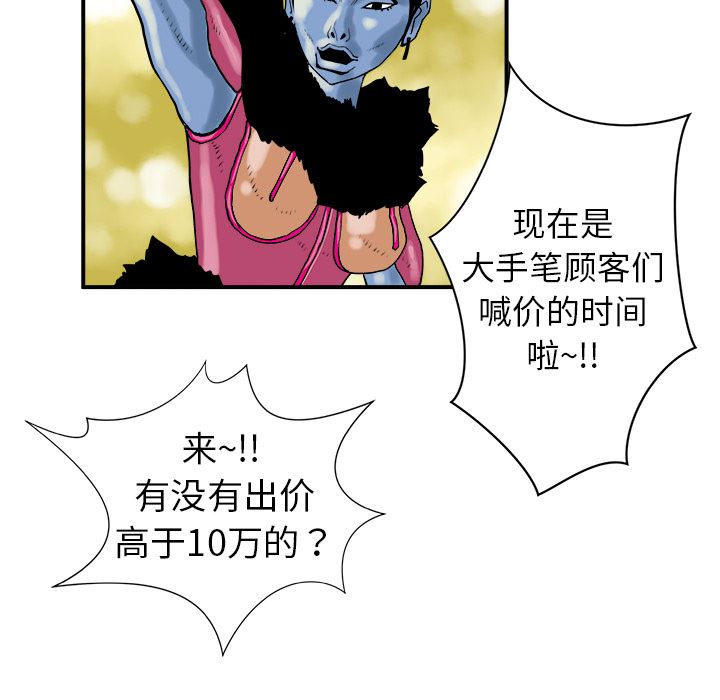 现在是
大手笔顾客们
喊价的时间
啦~!!
来~!!
有没有出价
高于10万的？